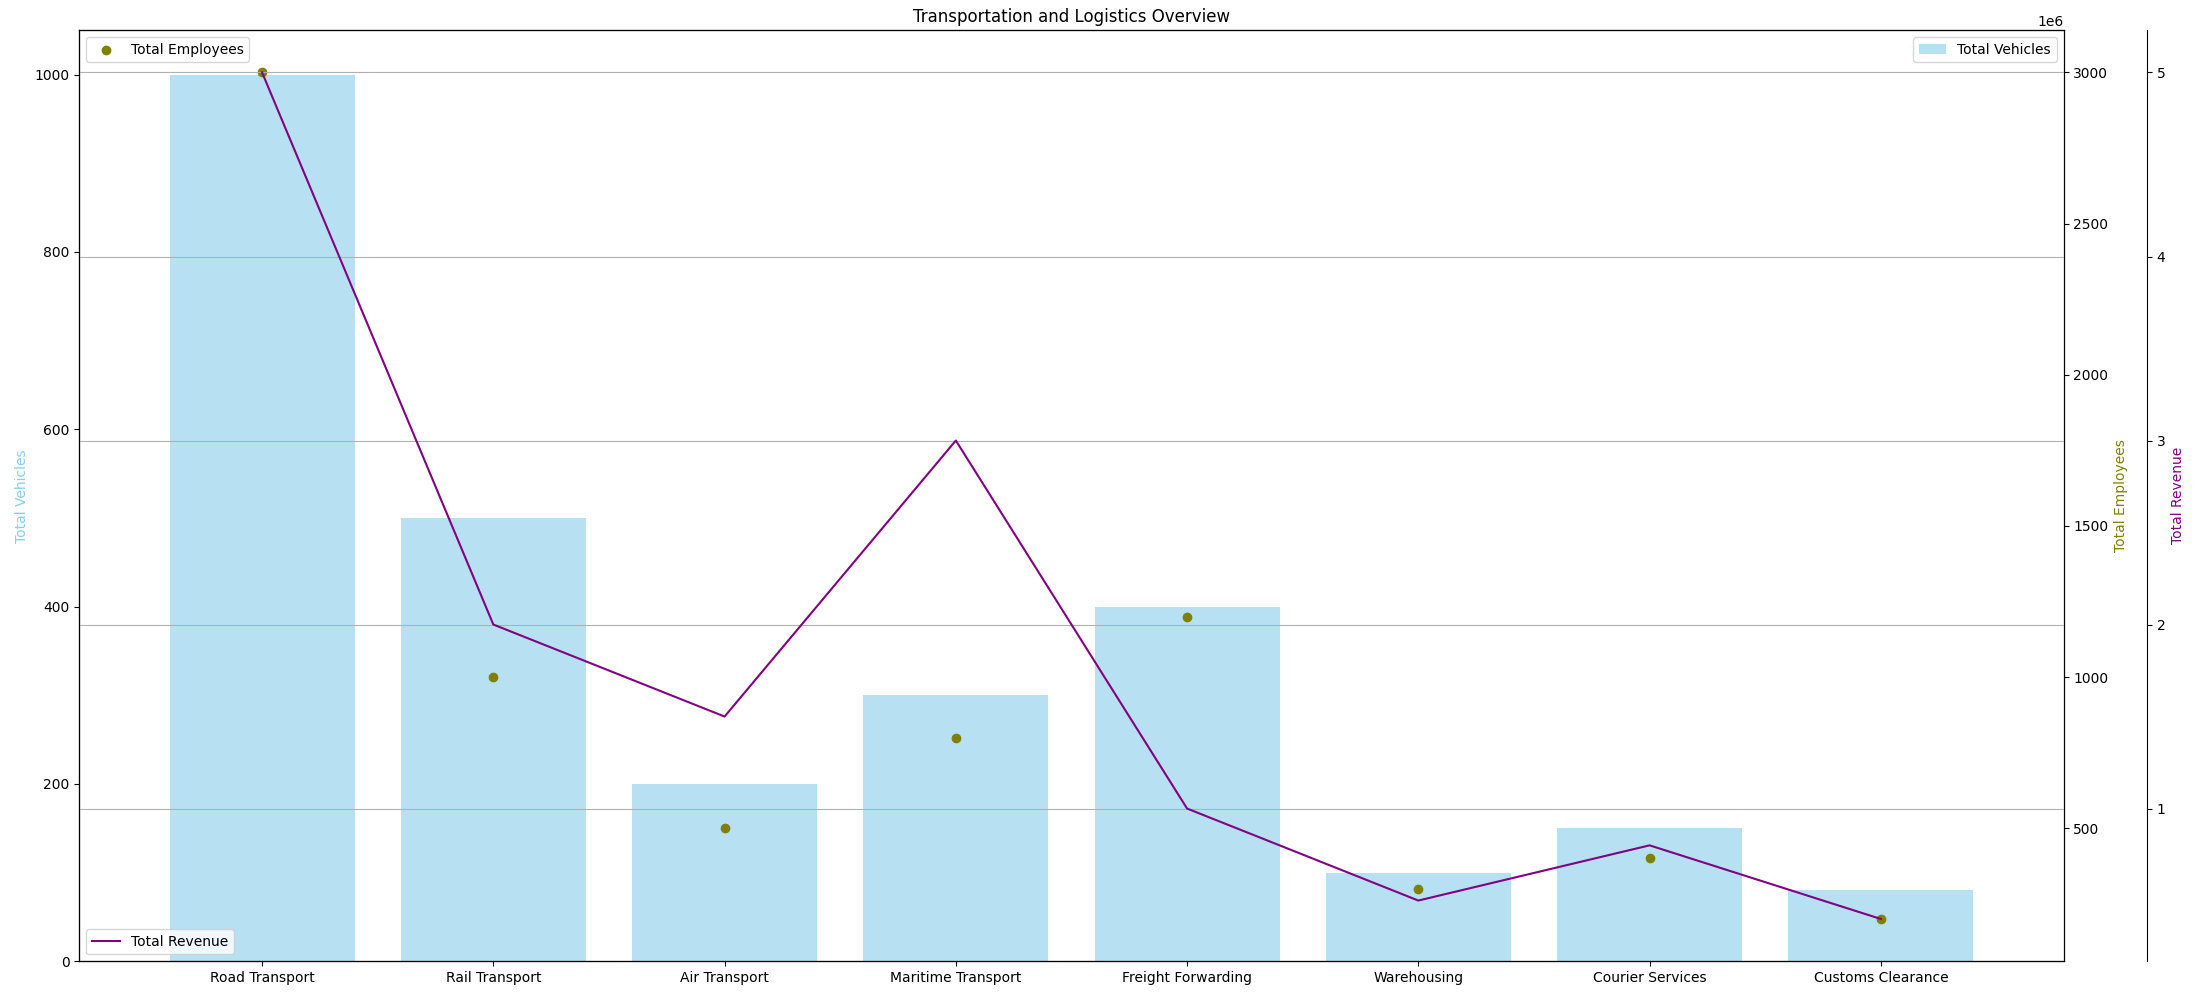 Transportation and Logistics Overview
1e6
Total Employees
Total Vehicles
1000
800
600
400
200
0
Total Vehicles
3000
2500
2000
1500
1000
500
Total Employees
5
4
3
2
1
Total Revenue
Total Revenue
Road Transport
Rail Transport
Air Transport
Maritime Transport
Freight Forwarding
Warehousing
Courier Services
Customs Clearance